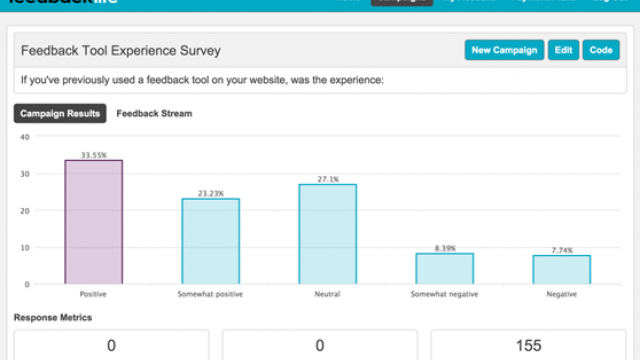 feedbacklite
Feedback Tool Experience Survey
New Campaign Edit Code
If you've previously used a feedback tool on your website, was the experience:
Campaign Results Feedback Stream
40
33.55%
30
27.1%
23.23%
20
10
8.39%
7.74%
0
Positive Somewhat positive Neutral Somewhat negative Negative
Response Metrics
0 0 155